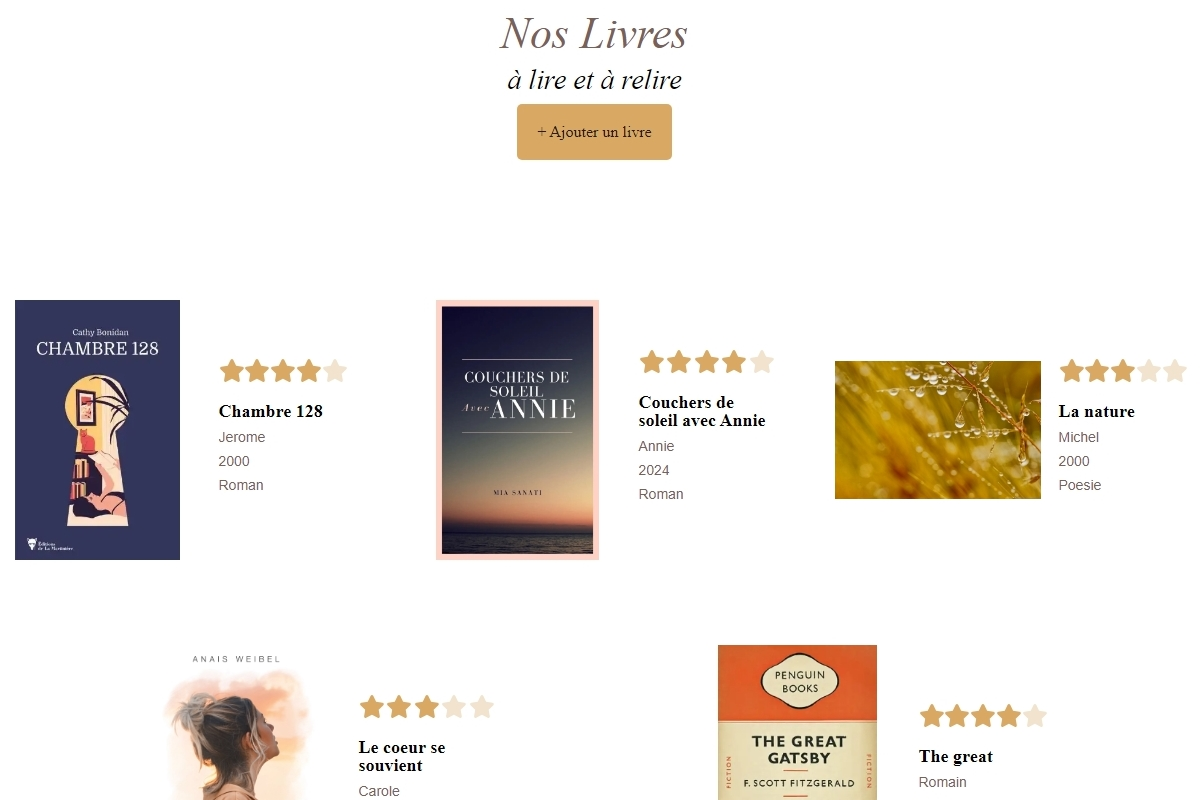 Nos Livres
à lire et à relire
+ Ajouter un livre
Cathy Bonidan
CHAMBRE 128
Editions
de La Martinière
Chambre 128
Jerome
2000
Roman
COUCHERS DE
SOLEIL
Avec ANNIE
MIA SANATI
Couchers de
soleil avec Annie
Annie
2024
Roman
La nature
Michel
2000
Poesie
ANAIS WEIBEL
Le coeur se
souvient
Carole
PENGUIN
BOOKS
THE GREAT
GATSBY
FICTION
F. SCOTT FITZGERALD
FICTION
The great
Romain